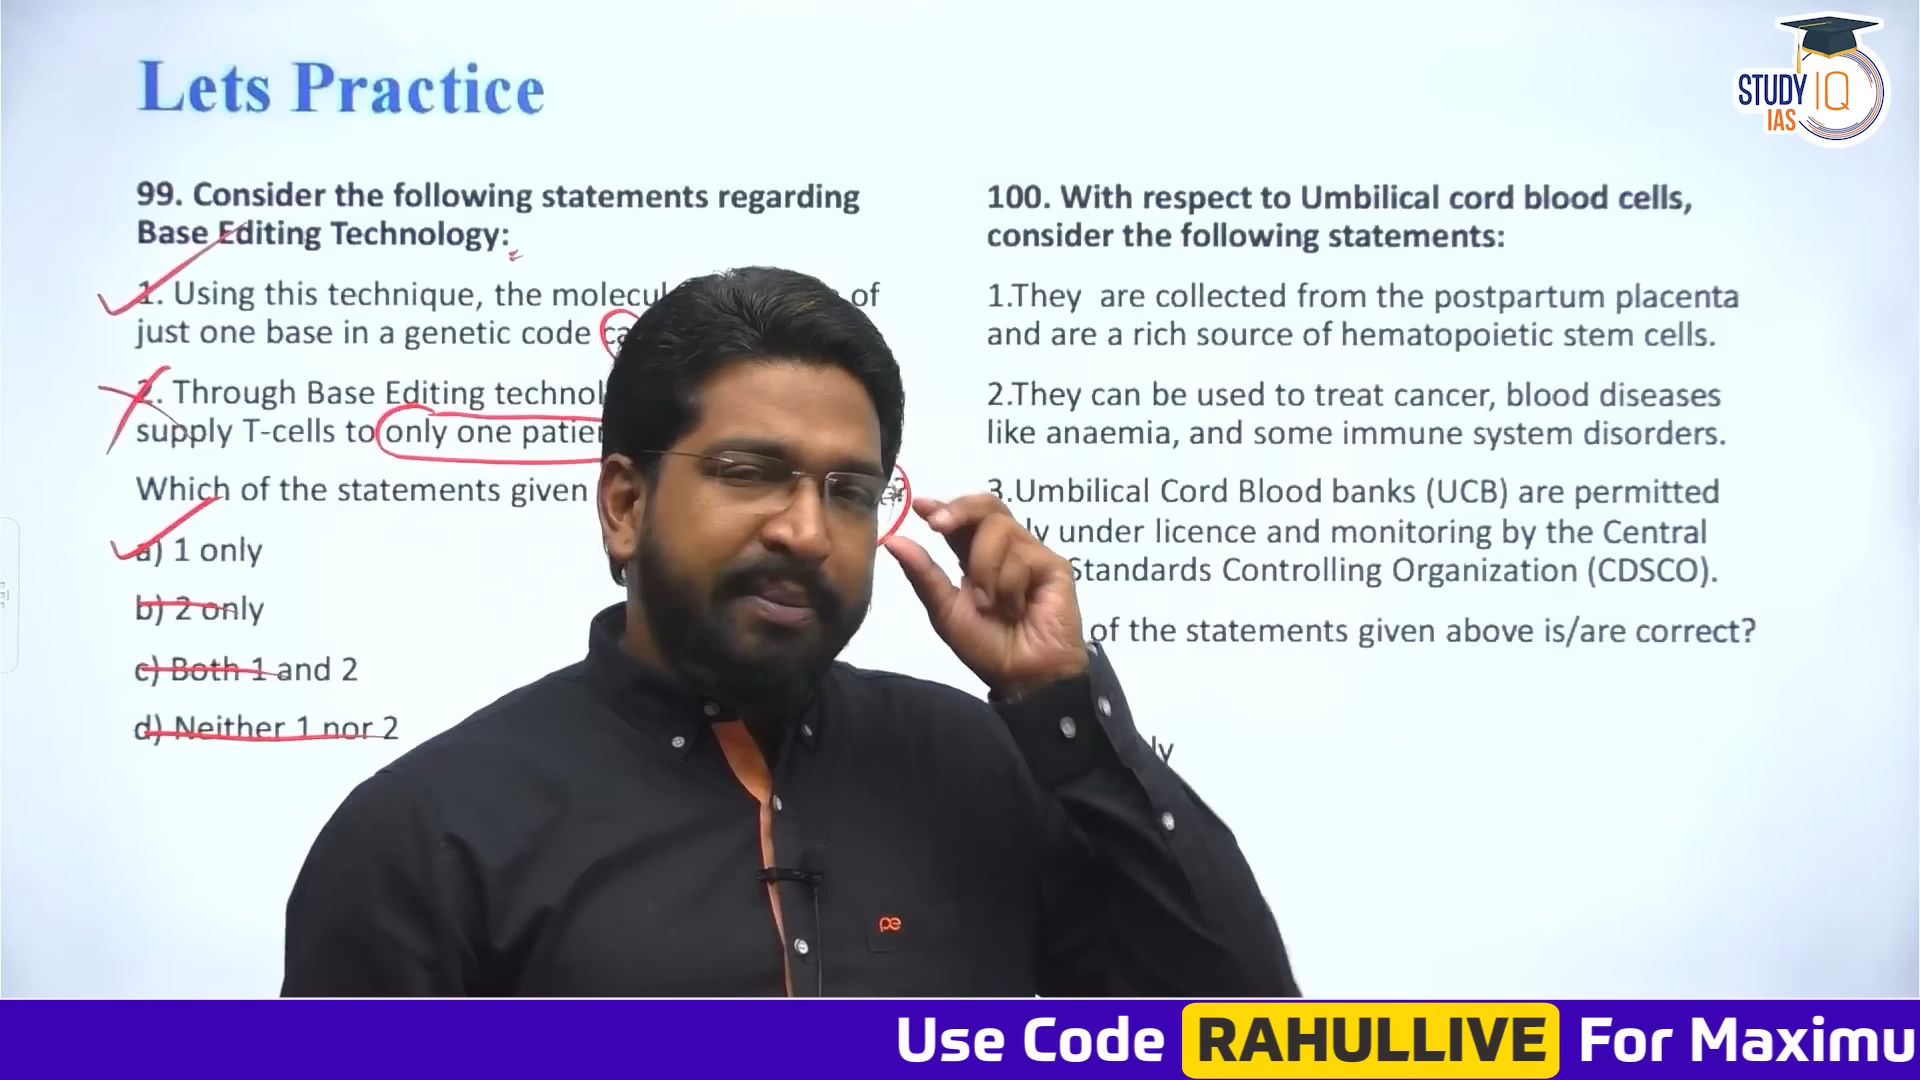 Lets Practice
STUDY IQ
IAS
99. Consider the following statements regarding
Base Editing Technology:
1. Using this technique, the molecul of
just one base in a genetic code
2. Through Base Editing technol
supply T-cells to only one patien
Which of the statements given
a) 1 only
b) 2 only
c) Both 1 and 2
d) Neither 1 nor 2
100. With respect to Umbilical cord blood cells,
consider the following statements:
1.They are collected from the postpartum placenta
and are a rich source of hematopoietic stem cells.
2.They can be used to treat cancer, blood diseases
like anaemia, and some immune system disorders.
3.Umbilical Cord Blood banks (UCB) are permitted
ly under licence and monitoring by the Central
Standards Controlling Organization (CDSCO).
of the statements given above is/are correct?
ly
pe
Use Code RAHULLIVE For Maximu